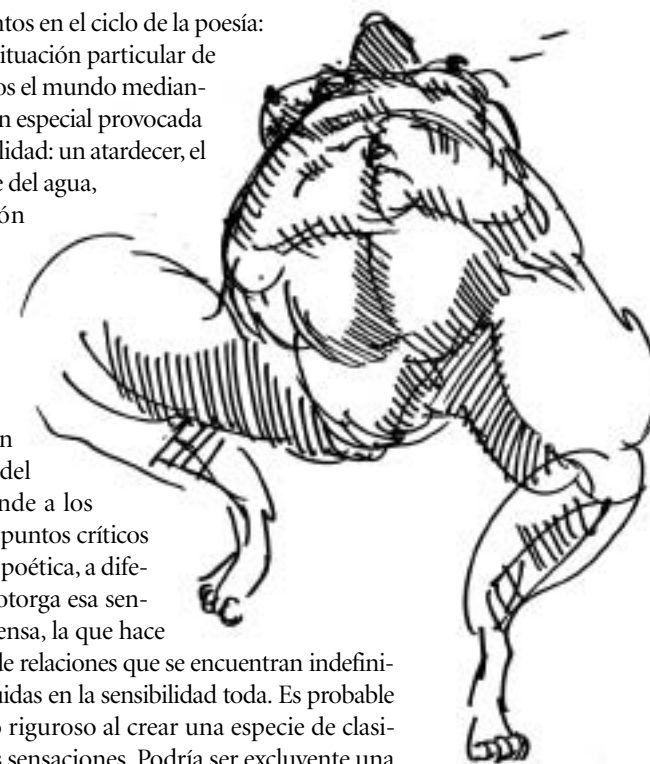 ntos en el ciclo de la poesía:
ituación particular de
os el mundo median-
n especial provocada
lidad: un atardecer, el
e del agua,
ón
n
del
nde a los
puntos críticos
poética, a dife-
otorga esa sen-
ensa, la que hace
le relaciones que se encuentran indefini-
uidas en la sensibilidad toda. Es probable
o riguroso al crear una especie de clasi-
s sensaciones. Podría ser excluyente una